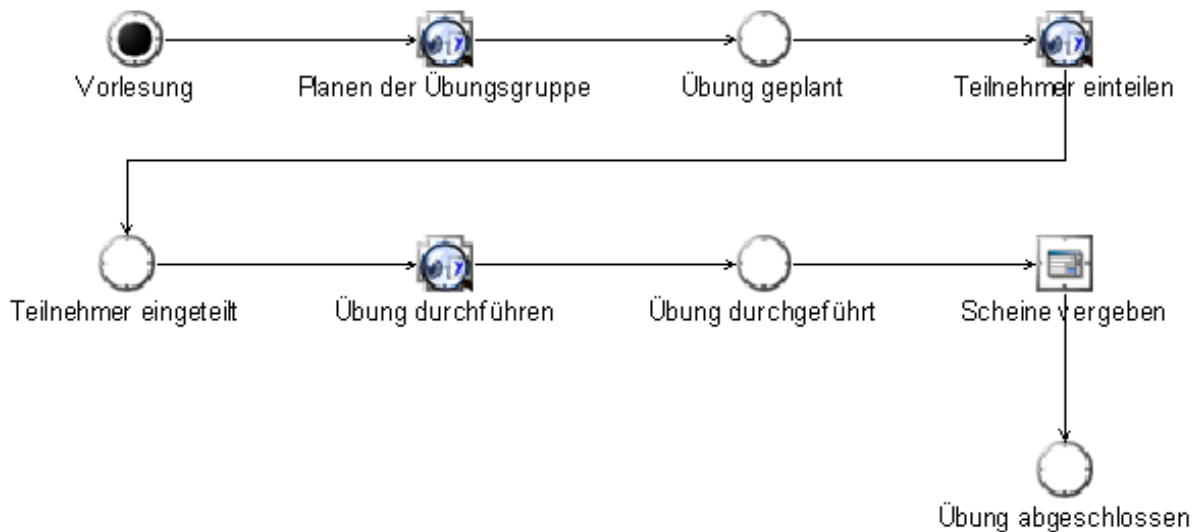 Vorlesung
Planen der Übungsgruppe
Übung geplant
Teilnehmer einteilen
Teilnehmer eingeteilt
Übung durchführen
Übung durchgeführt
Scheine vergeben
Übung abgeschlossen